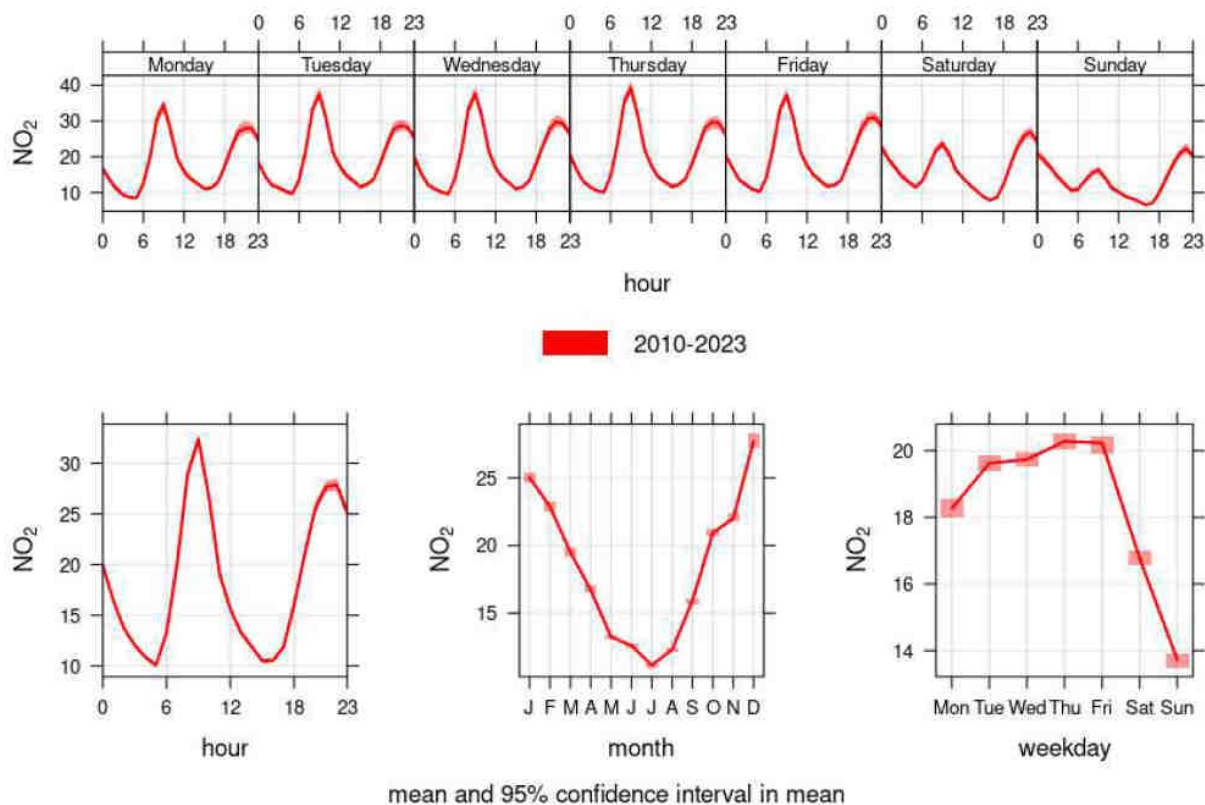 0 6 12 18 23 0 6 12 18 23 0 6 12 18 23
Monday Tuesday Wednesday Thursday Friday Saturday Sunday
40
30
20
10
NO₂
0 6 12 18 23 0 6 12 18 23 0 6 12 18 23 0 6 12 18 23
hour
2010-2023
30
25
20
15
10
NO₂
0 6 12 18 23
hour
25
20
15
NO₂
J F M A M J J A S O N D
month
20
18
16
14
NO₂
Mon Tue Wed Thu Fri Sat Sun
weekday
mean and 95% confidence interval in mean